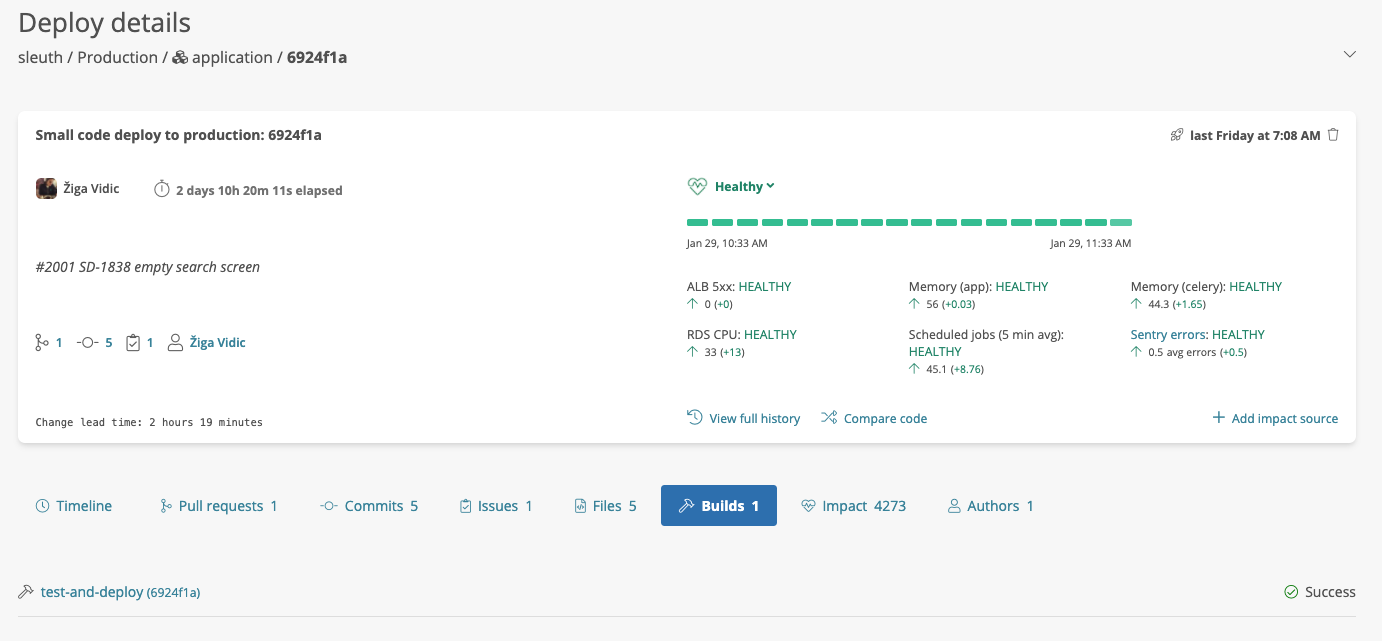 Deploy details
sleuth / Production / application / 6924f1a
Small code deploy to production: 6924f1a
last Friday at 7:08 AM
Žiga Vidic
2 days 10h 20m 11s elapsed
Healthy
Jan 29, 10:33 AM
Jan 29, 11:33 AM
#2001 SD-1838 empty search screen
ALB 5xx: HEALTHY
0 (+0)
Memory (app): HEALTHY
56 (+0.03)
Memory (celery): HEALTHY
44.3 (+1.65)
RDS CPU: HEALTHY
33 (+13)
Scheduled jobs (5 min avg):
HEALTHY
45.1 (+8.76)
Sentry errors: HEALTHY
0.5 avg errors (+0.5)
1 5 1 Žiga Vidic
Change lead time: 2 hours 19 minutes
View full history
Compare code
Add impact source
Timeline
Pull requests 1
Commits 5
Issues 1
Files 5
Builds 1
Impact 4273
Authors 1
test-and-deploy (6924f1a)
Success